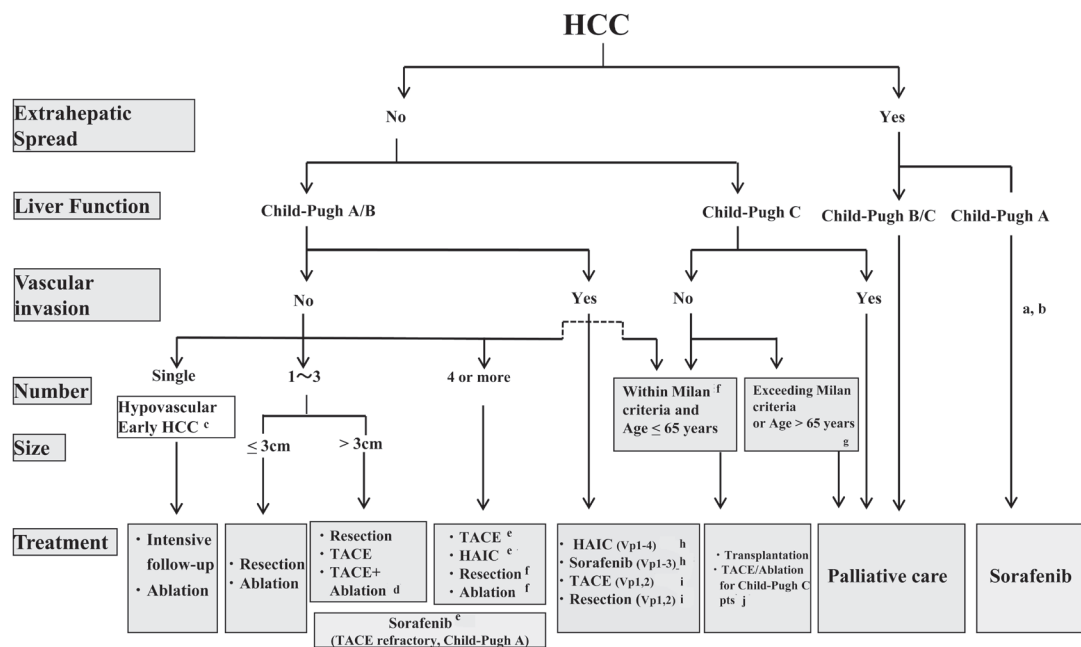 HCC
Extrahepatic
Spread
No
Yes
Liver Function
Child-Pugh A/B
Child-Pugh C
Child-Pugh B/C
Child-Pugh A
Vascular
invasion
No
Yes
No
Yes
a, b
Number
Single
1〜3
4 or more
Within Milan f
criteria and
Age ≤ 65 years
Exceeding Milan
criteria
or Age > 65 years
g
Hypovascular
Early HCC c
Size
≤ 3cm
> 3cm
Treatment
・Intensive
follow-up
・Ablation
・Resection
・Ablation
・Resection
・TACE
・TACE+
Ablation d
・TACE e
・HAIC e
・Resection f
・Ablation f
・HAIC (Vp1-4) h
・Sorafenib (Vp1-3) h
・TACE (Vp1,2) i
・Resection (Vp1,2) i
・Transplantation
・TACE/Ablation
for Child-Pugh C
pts j
Palliative care
Sorafenib
Sorafenib e
(TACE refractory, Child-Pugh A)